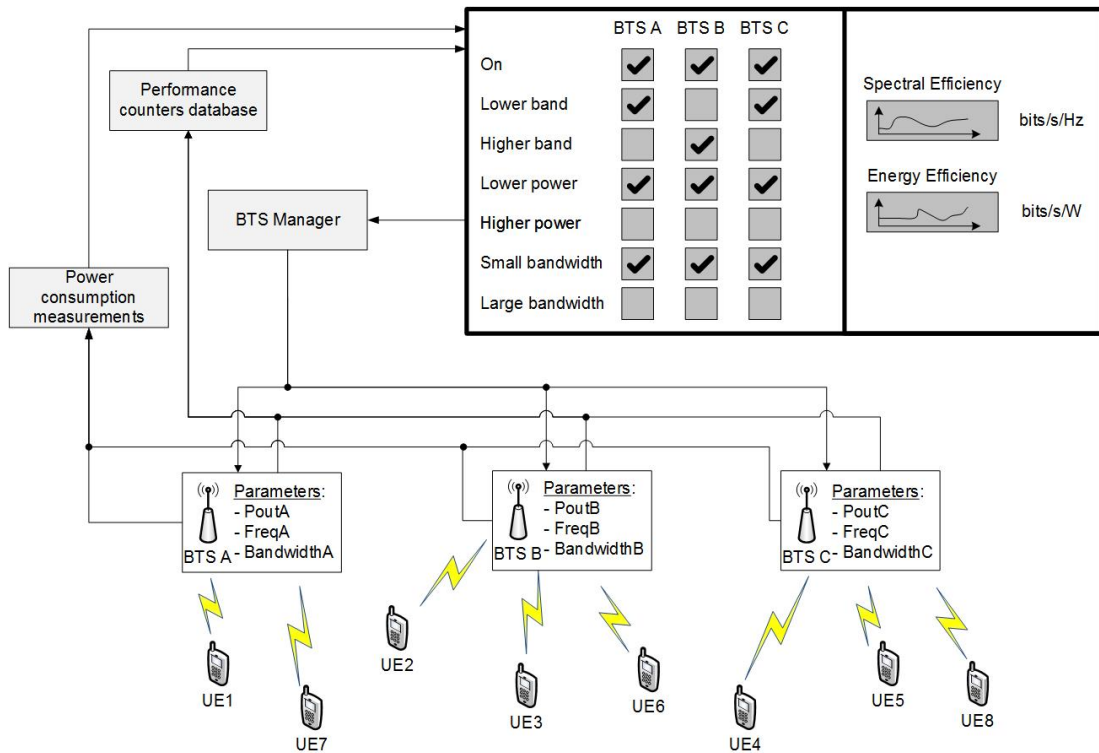 BTS A BTS B BTS C
On
Lower band
Higher band
Lower power
Higher power
Small bandwidth
Large bandwidth
Spectral Efficiency
bits/s/Hz
Energy Efficiency
bits/s/W
Performance
counters database
BTS Manager
Power
consumption
measurements
Parameters:
- PoutA
- FreqA
- BandwidthA
BTS A
Parameters:
- PoutB
- FreqB
- BandwidthB
BTS B
Parameters:
- PoutC
- FreqC
- BandwidthC
BTS C
UE1
UE7
UE2
UE3
UE6
UE4
UE5
UE8